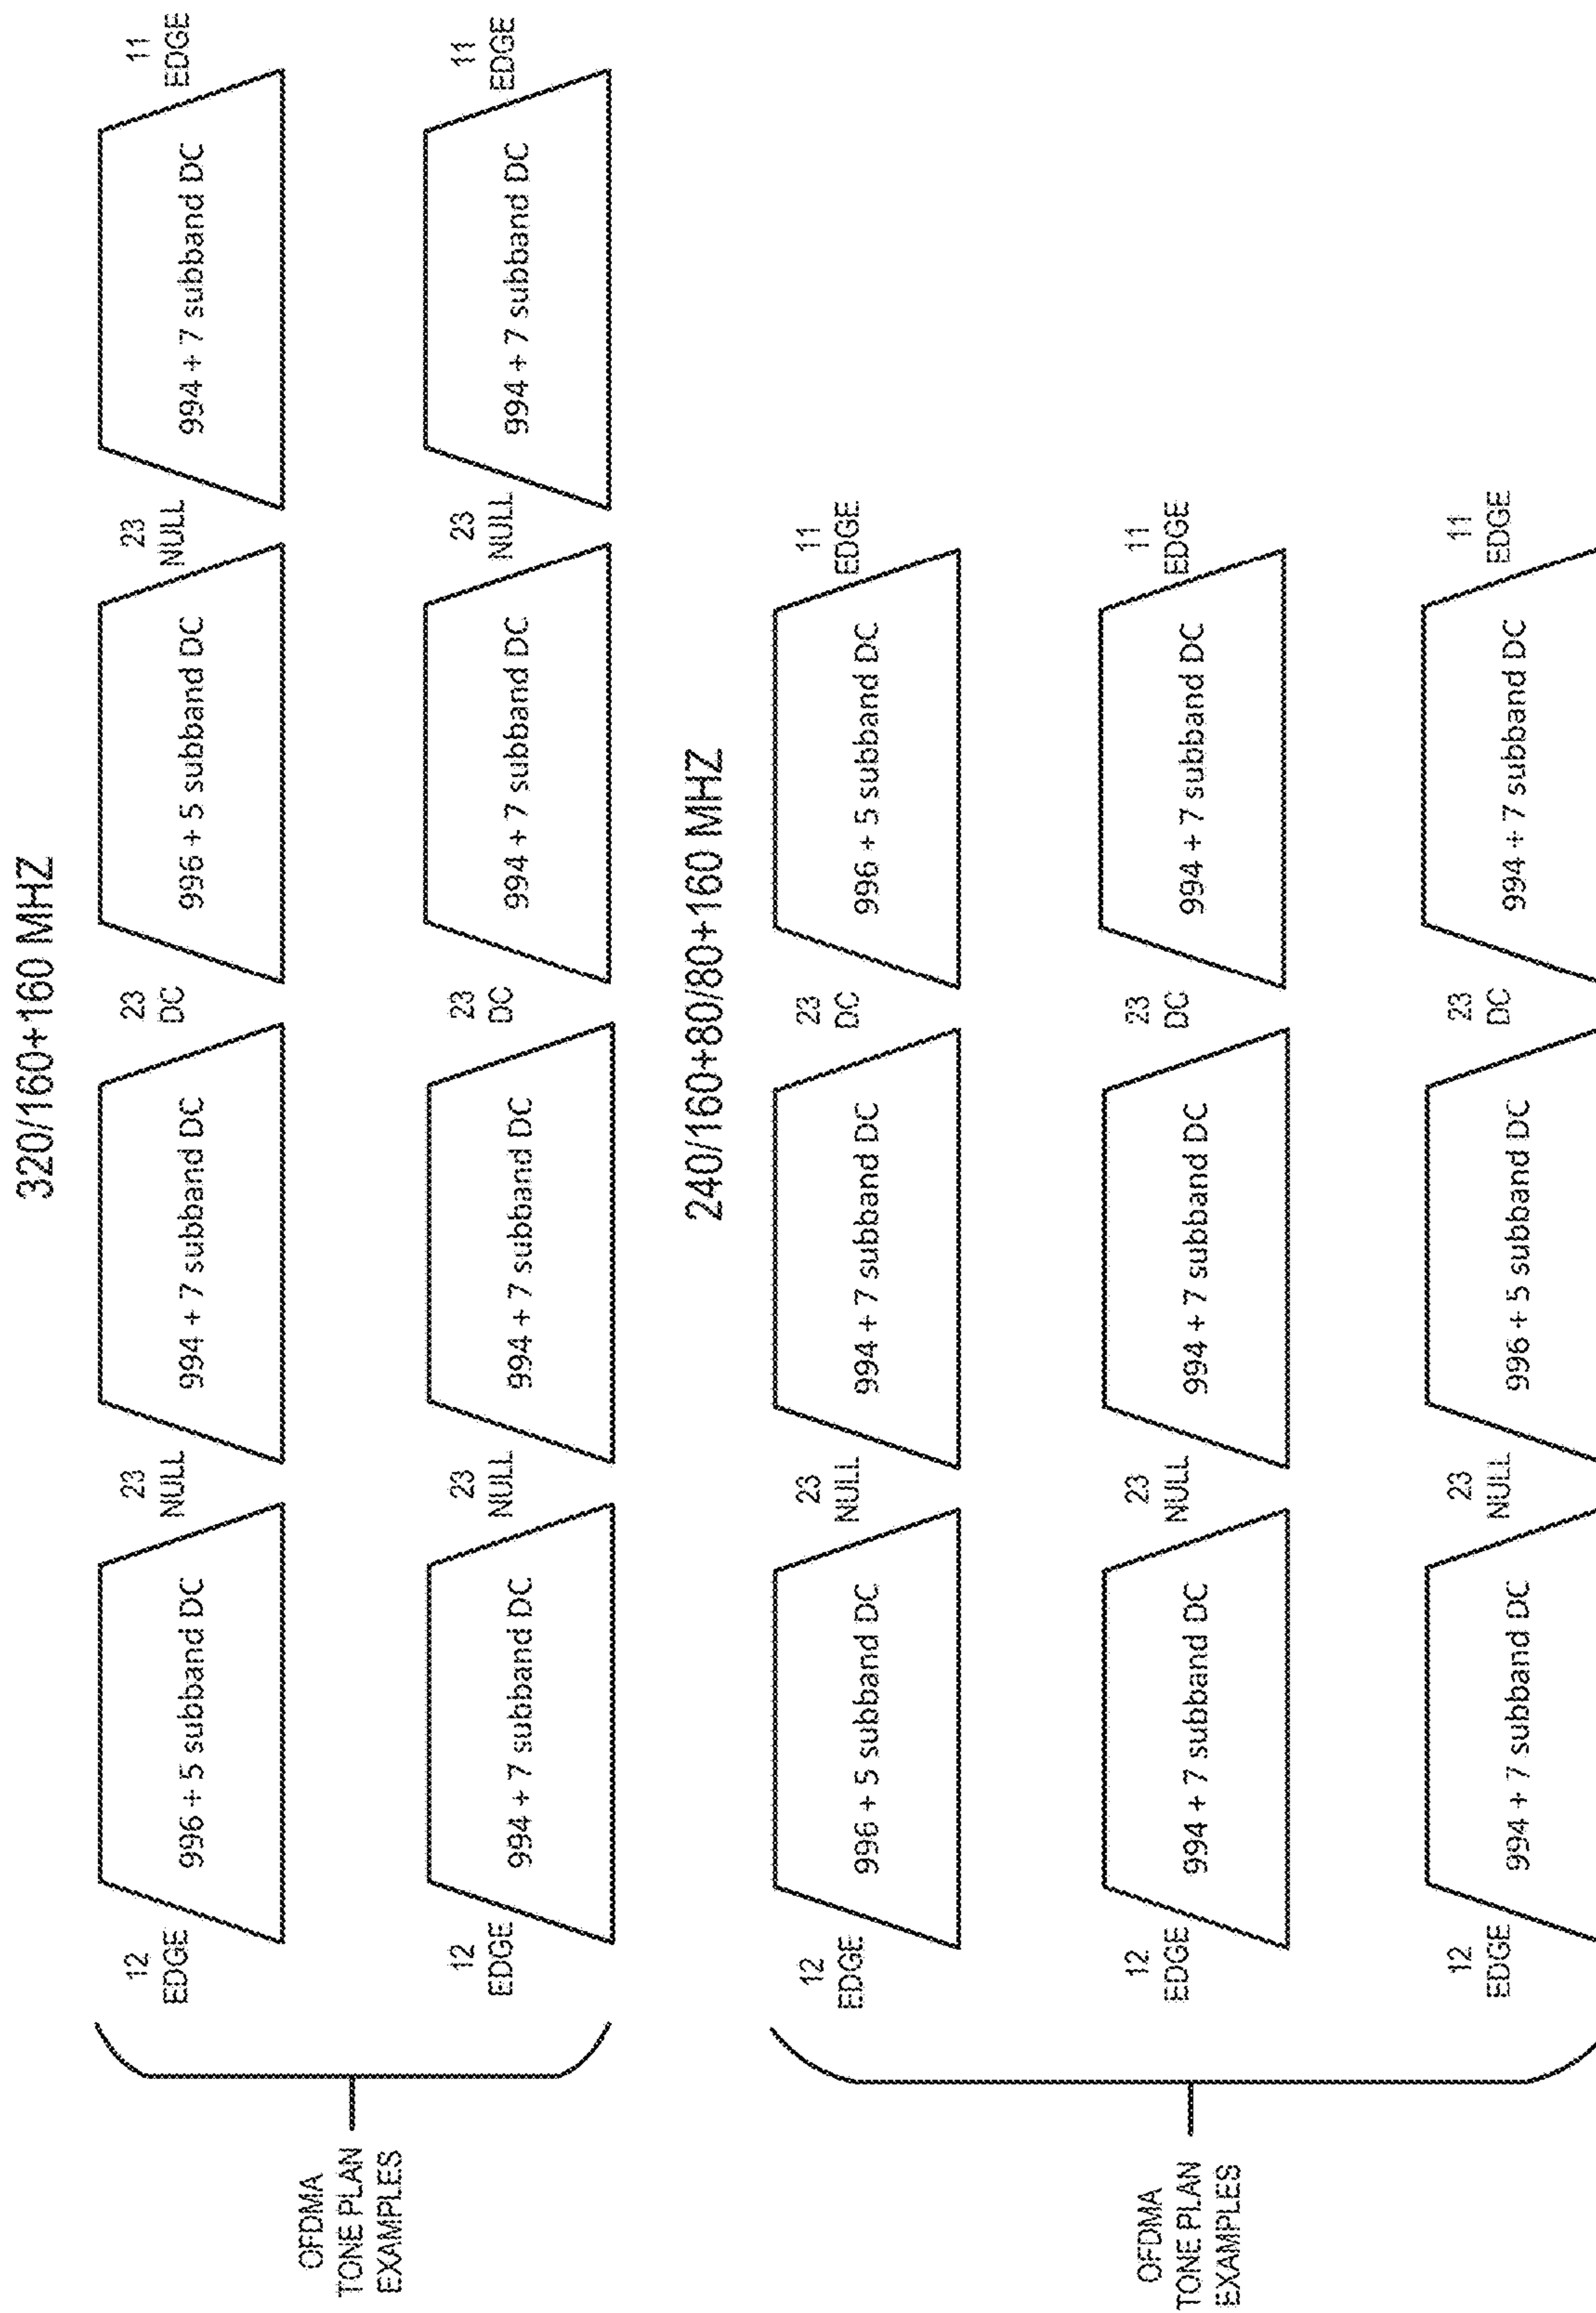 320/160+160 MHZ
OFDMA
TONE PLAN
EXAMPLES
12
EDGE
996 + 5 subband DC
23
NULL
994 + 7 subband DC
23
DC
996 + 5 subband DC
23
NULL
994 + 7 subband DC
11
EDGE
12
EDGE
994 + 7 subband DC
23
NULL
994 + 7 subband DC
23
DC
994 + 7 subband DC
23
NULL
994 + 7 subband DC
11
EDGE
240/160+80/80+160 MHZ
OFDMA
TONE PLAN
EXAMPLES
12
EDGE
996 + 5 subband DC
23
NULL
994 + 7 subband DC
23
DC
996 + 5 subband DC
11
EDGE
12
EDGE
994 + 7 subband DC
23
NULL
994 + 7 subband DC
23
DC
994 + 7 subband DC
11
EDGE
12
EDGE
994 + 7 subband DC
23
NULL
996 + 5 subband DC
23
DC
994 + 7 subband DC
11
EDGE